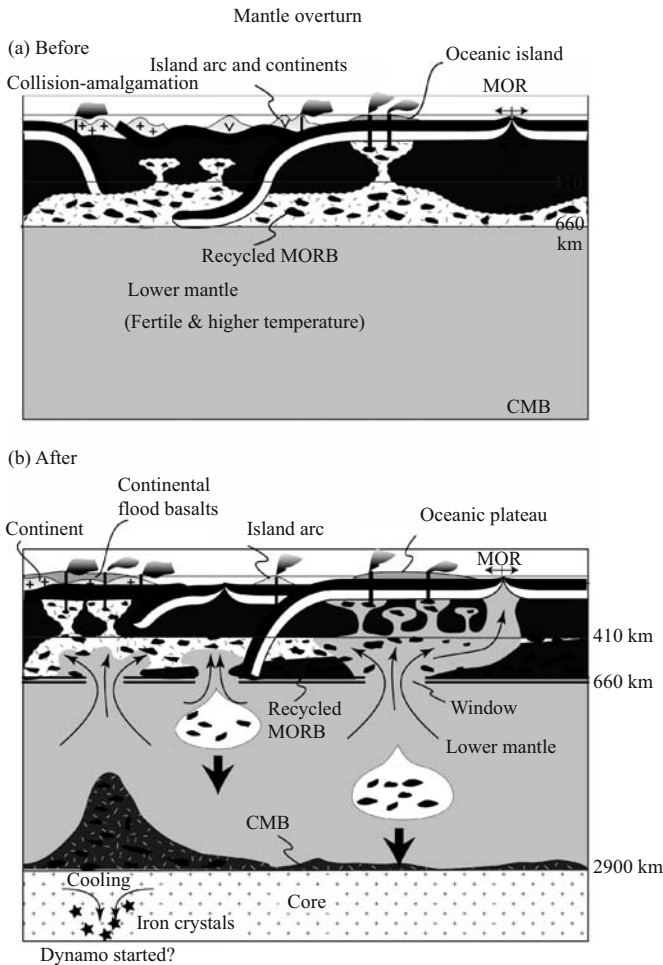 Mantle overturn
(a) Before
Island arc and continents
Oceanic island
Collision-amalgamation
MOR
410
660
km
Recycled MORB
Lower mantle
(Fertile & higher temperature)
CMB
(b) After
Continental
flood basalts
Continent
Island arc
Oceanic plateau
MOR
410 km
660 km
Recycled
MORB
Window
Lower mantle
CMB
2900 km
Cooling
Core
Iron crystals
Dynamo started?